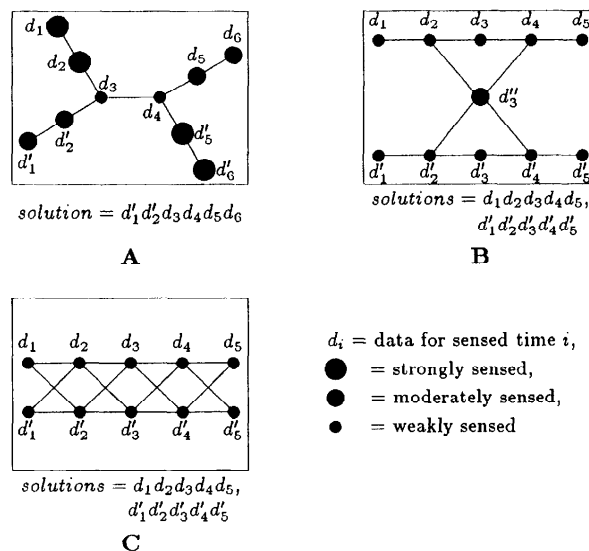 d₁ d₂ d₃ d₄ d₅ d₆
d′₁ d′₂ d′₅ d′₆
solution = d′₁d′₂d₃d₄d₅d₆
A
d₁ d₂ d₃ d₄ d₅
d″₃
d′₁ d′₂ d′₃ d′₄ d′₅
solutions = d₁d₂d₃d₄d₅,
d′₁d′₂d′₃d′₄d′₅
B
d₁ d₂ d₃ d₄ d₅
d′₁ d′₂ d′₃ d′₄ d′₅
solutions = d₁d₂d₃d₄d₅,
d′₁d′₂d′₃d′₄d′₅
C
dᵢ = data for sensed time i,
= strongly sensed,
= moderately sensed,
= weakly sensed